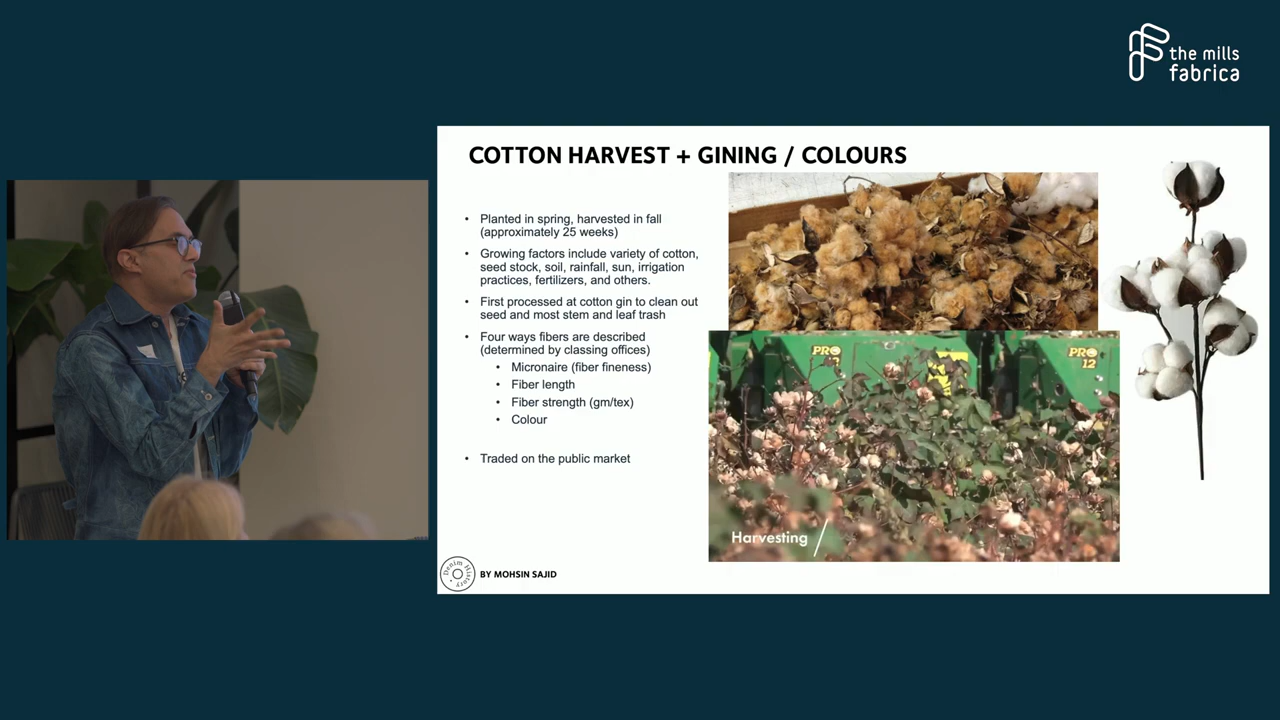 the mills
fabrica
COTTON HARVEST + GINING / COLOURS
• Planted in spring, harvested in fall
(approximately 25 weeks)
• Growing factors include variety of cotton,
seed stock, soil, rainfall, sun, irrigation
practices, fertilizers, and others.
• First processed at cotton gin to clean out
seed and most stem and leaf trash
• Four ways fibers are described
(determined by classing offices)
• Micronaire (fiber fineness)
• Fiber length
• Fiber strength (gm/tex)
• Colour
• Traded on the public market
PRO
PRO
12
Harvesting
Denim History
BY MOHSIN SAJID